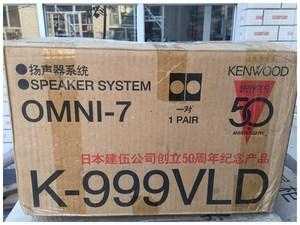 扬声器系统
SPEAKER SYSTEM
OMNI-7
一对
1 PAIR
KENWOOD
50
ANNIVERSARY
日本建伍公司创立50周年纪念产品
K-999VLD